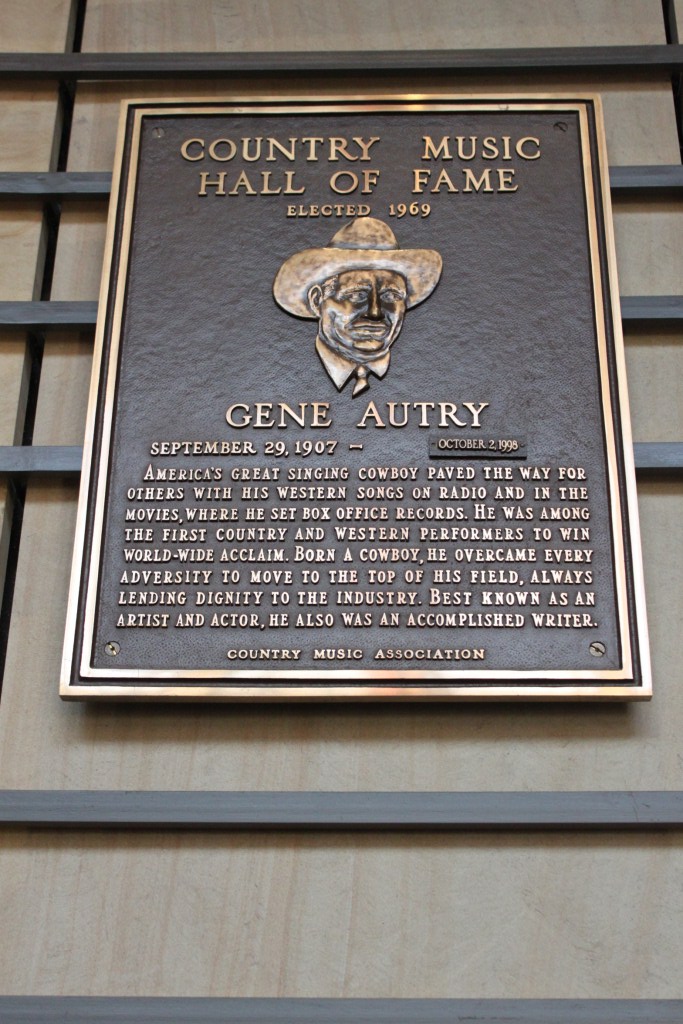 COUNTRY MUSIC
HALL OF FAME
ELECTED 1969
GENE AUTRY
SEPTEMBER 29, 1907 – OCTOBER 2, 1998
AMERICA'S GREAT SINGING COWBOY PAVED THE WAY FOR
OTHERS WITH HIS WESTERN SONGS ON RADIO AND IN THE
MOVIES, WHERE HE SET BOX OFFICE RECORDS. HE WAS AMONG
THE FIRST COUNTRY AND WESTERN PERFORMERS TO WIN
WORLD-WIDE ACCLAIM. BORN A COWBOY, HE OVERCAME EVERY
ADVERSITY TO MOVE TO THE TOP OF HIS FIELD, ALWAYS
LENDING DIGNITY TO THE INDUSTRY. BEST KNOWN AS AN
ARTIST AND ACTOR, HE ALSO WAS AN ACCOMPLISHED WRITER.
COUNTRY MUSIC ASSOCIATION